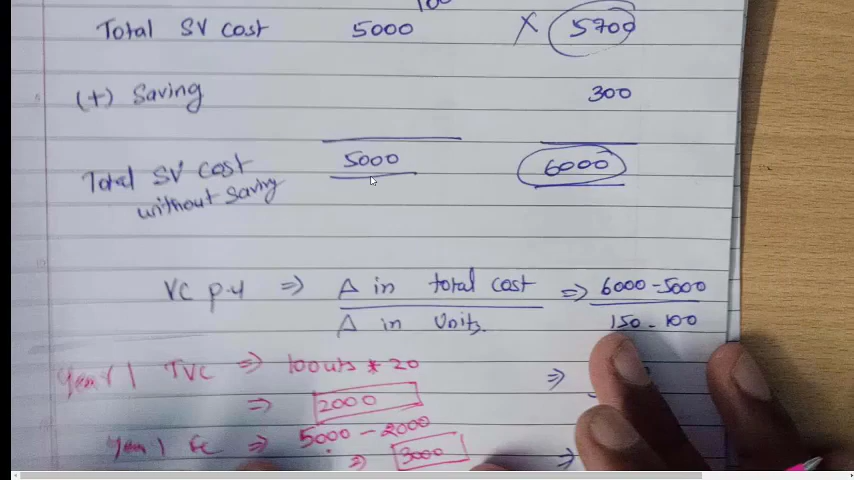 Total SV cost 5000 X 5700
(+) Saving 300
Total SV cost 5000 6000
without saving
VC p.u => Δ in total cost => 6000-5000
Δ in Units. 150-100
Year 1 TVC => 100 uts * 20 =>
=> 2000
Year 1 FC => 5000 - 2000
=> 3000 =>